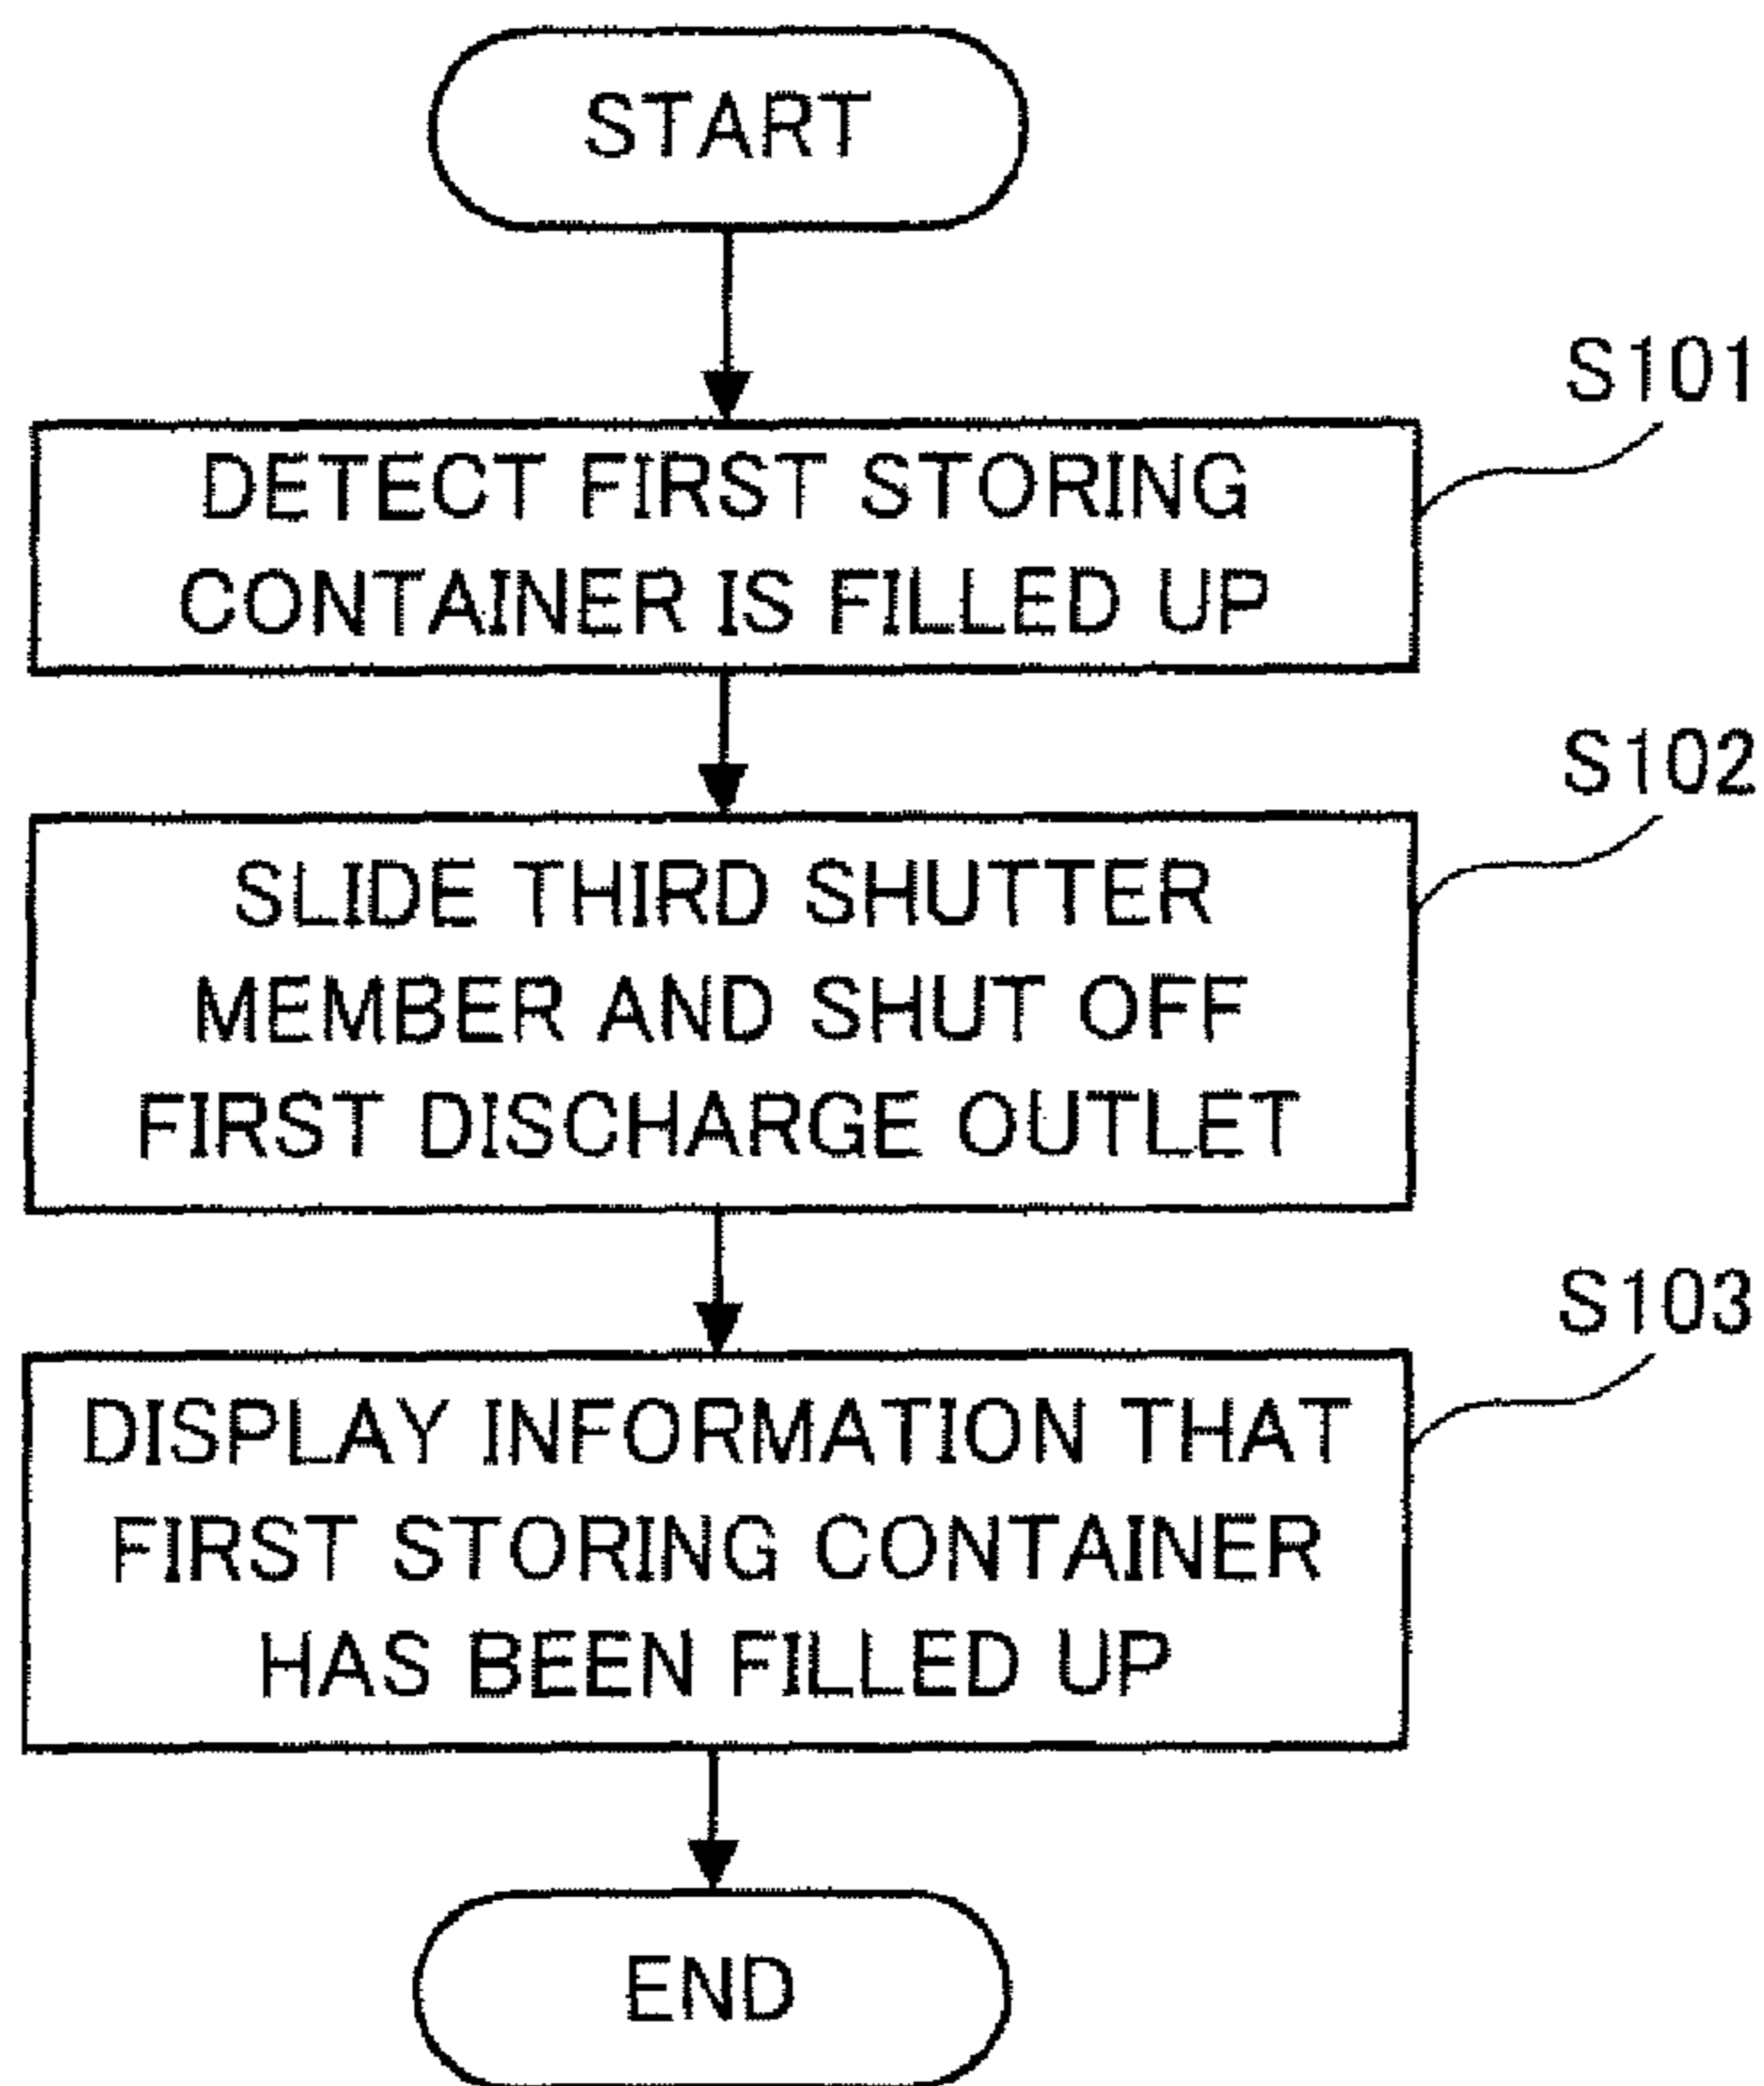 START
S101
DETECT FIRST STORING
CONTAINER IS FILLED UP
S102
SLIDE THIRD SHUTTER
MEMBER AND SHUT OFF
FIRST DISCHARGE OUTLET
S103
DISPLAY INFORMATION THAT
FIRST STORING CONTAINER
HAS BEEN FILLED UP
END